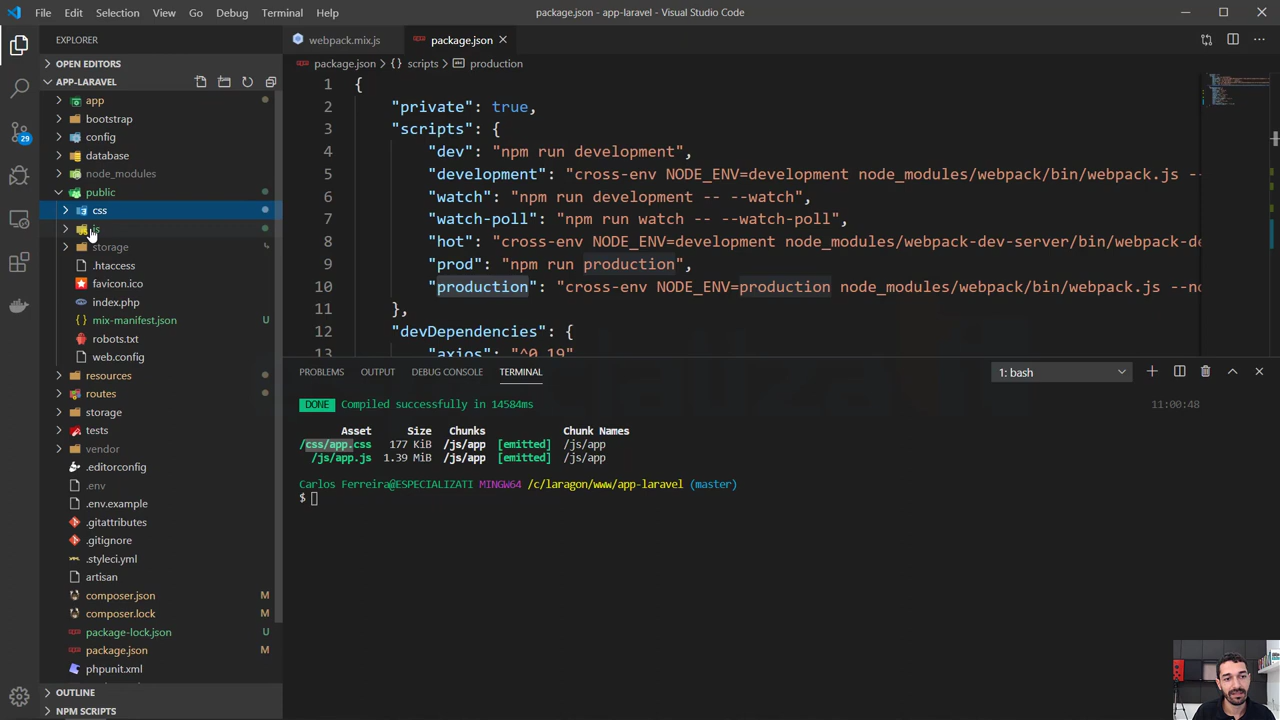 File Edit Selection View Go Debug Terminal Help
package.json - app-laravel - Visual Studio Code
EXPLORER
OPEN EDITORS
APP-LARAVEL
app
bootstrap
config
database
node_modules
public
css
js
storage
.htaccess
favicon.ico
index.php
mix-manifest.json U
robots.txt
web.config
resources
routes
storage
tests
vendor
.editorconfig
.env
.env.example
.gitattributes
.gitignore
.styleci.yml
artisan
composer.json M
composer.lock M
package-lock.json U
package.json M
phpunit.xml
OUTLINE
NPM SCRIPTS
29
webpack.mix.js
package.json
package.json > {} scripts > production
1 {
2 "private": true,
3 "scripts": {
4 "dev": "npm run development",
5 "development": "cross-env NODE_ENV=development node_modules/webpack/bin/webpack.js --
6 "watch": "npm run development -- --watch",
7 "watch-poll": "npm run watch -- --watch-poll",
8 "hot": "cross-env NODE_ENV=development node_modules/webpack-dev-server/bin/webpack-de
9 "prod": "npm run production",
10 "production": "cross-env NODE_ENV=production node_modules/webpack/bin/webpack.js --no
11 },
12 "devDependencies": {
13 "axios": "^0.19"
PROBLEMS OUTPUT DEBUG CONSOLE TERMINAL
1: bash
DONE Compiled successfully in 14584ms 11:00:48
Asset Size Chunks Chunk Names
/css/app.css 177 KiB /js/app [emitted] /js/app
/js/app.js 1.39 MiB /js/app [emitted] /js/app
Carlos Ferreira@ESPECIALIZATI MINGW64 /c/laragon/www/app-laravel (master)
$